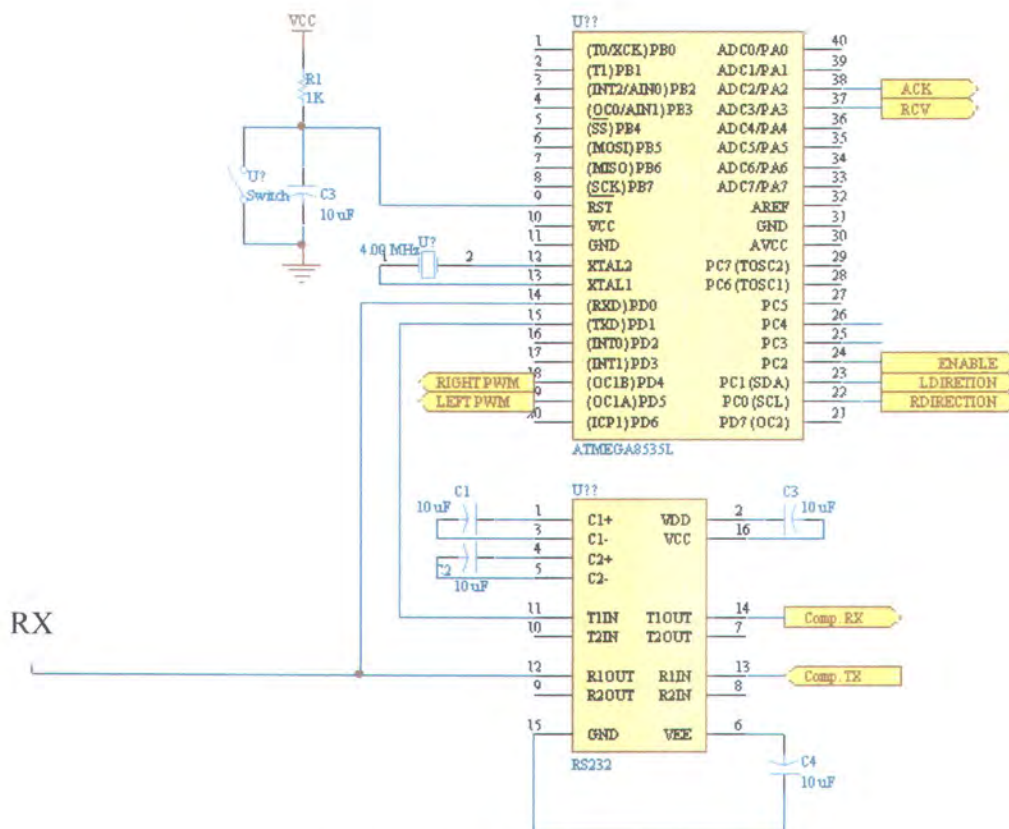 VCC
R1
1K
U?
Switch
C3
10 uF
4.00 MHz
U?
1
2
U??
1 (T0/XCK)PB0 ADC0/PA0 40
2 (T1)PB1 ADC1/PA1 39
3 (INT2/AIN0)PB2 ADC2/PA2 38
4 (OC0/AIN1)PB3 ADC3/PA3 37
5 (SS)PB4 ADC4/PA4 36
6 (MOSI)PB5 ADC5/PA5 35
7 (MISO)PB6 ADC6/PA6 34
8 (SCK)PB7 ADC7/PA7 33
9 RST AREF 32
10 VCC GND 31
11 GND AVCC 30
12 XTAL2 PC7(TOSC2) 29
13 XTAL1 PC6(TOSC1) 28
14 (RXD)PD0 PC5 27
15 (TXD)PD1 PC4 26
16 (INT0)PD2 PC3 25
17 (INT1)PD3 PC2 24
18 (OC1B)PD4 PC1(SDA) 23
(OC1A)PD5 PC0(SCL) 22
20 (ICP1)PD6 PD7(OC2) 21
ATMEGA8535L
ACK
RCV
ENABLE
LDIRETION
RDIRECTION
RIGHT PWM
LEFT PWM
U??
1 C1+ VDD 2
3 C1- VCC 16
4 C2+
5 C2-
11 T1IN T1OUT 14
10 T2IN T2OUT 7
12 R1OUT R1IN 13
9 R2OUT R2IN 8
15 GND VEE 6
RS232
C1
10 uF
C2
10 uF
C3
10 uF
Comp. RX
Comp. TX
C4
10 uF
RX